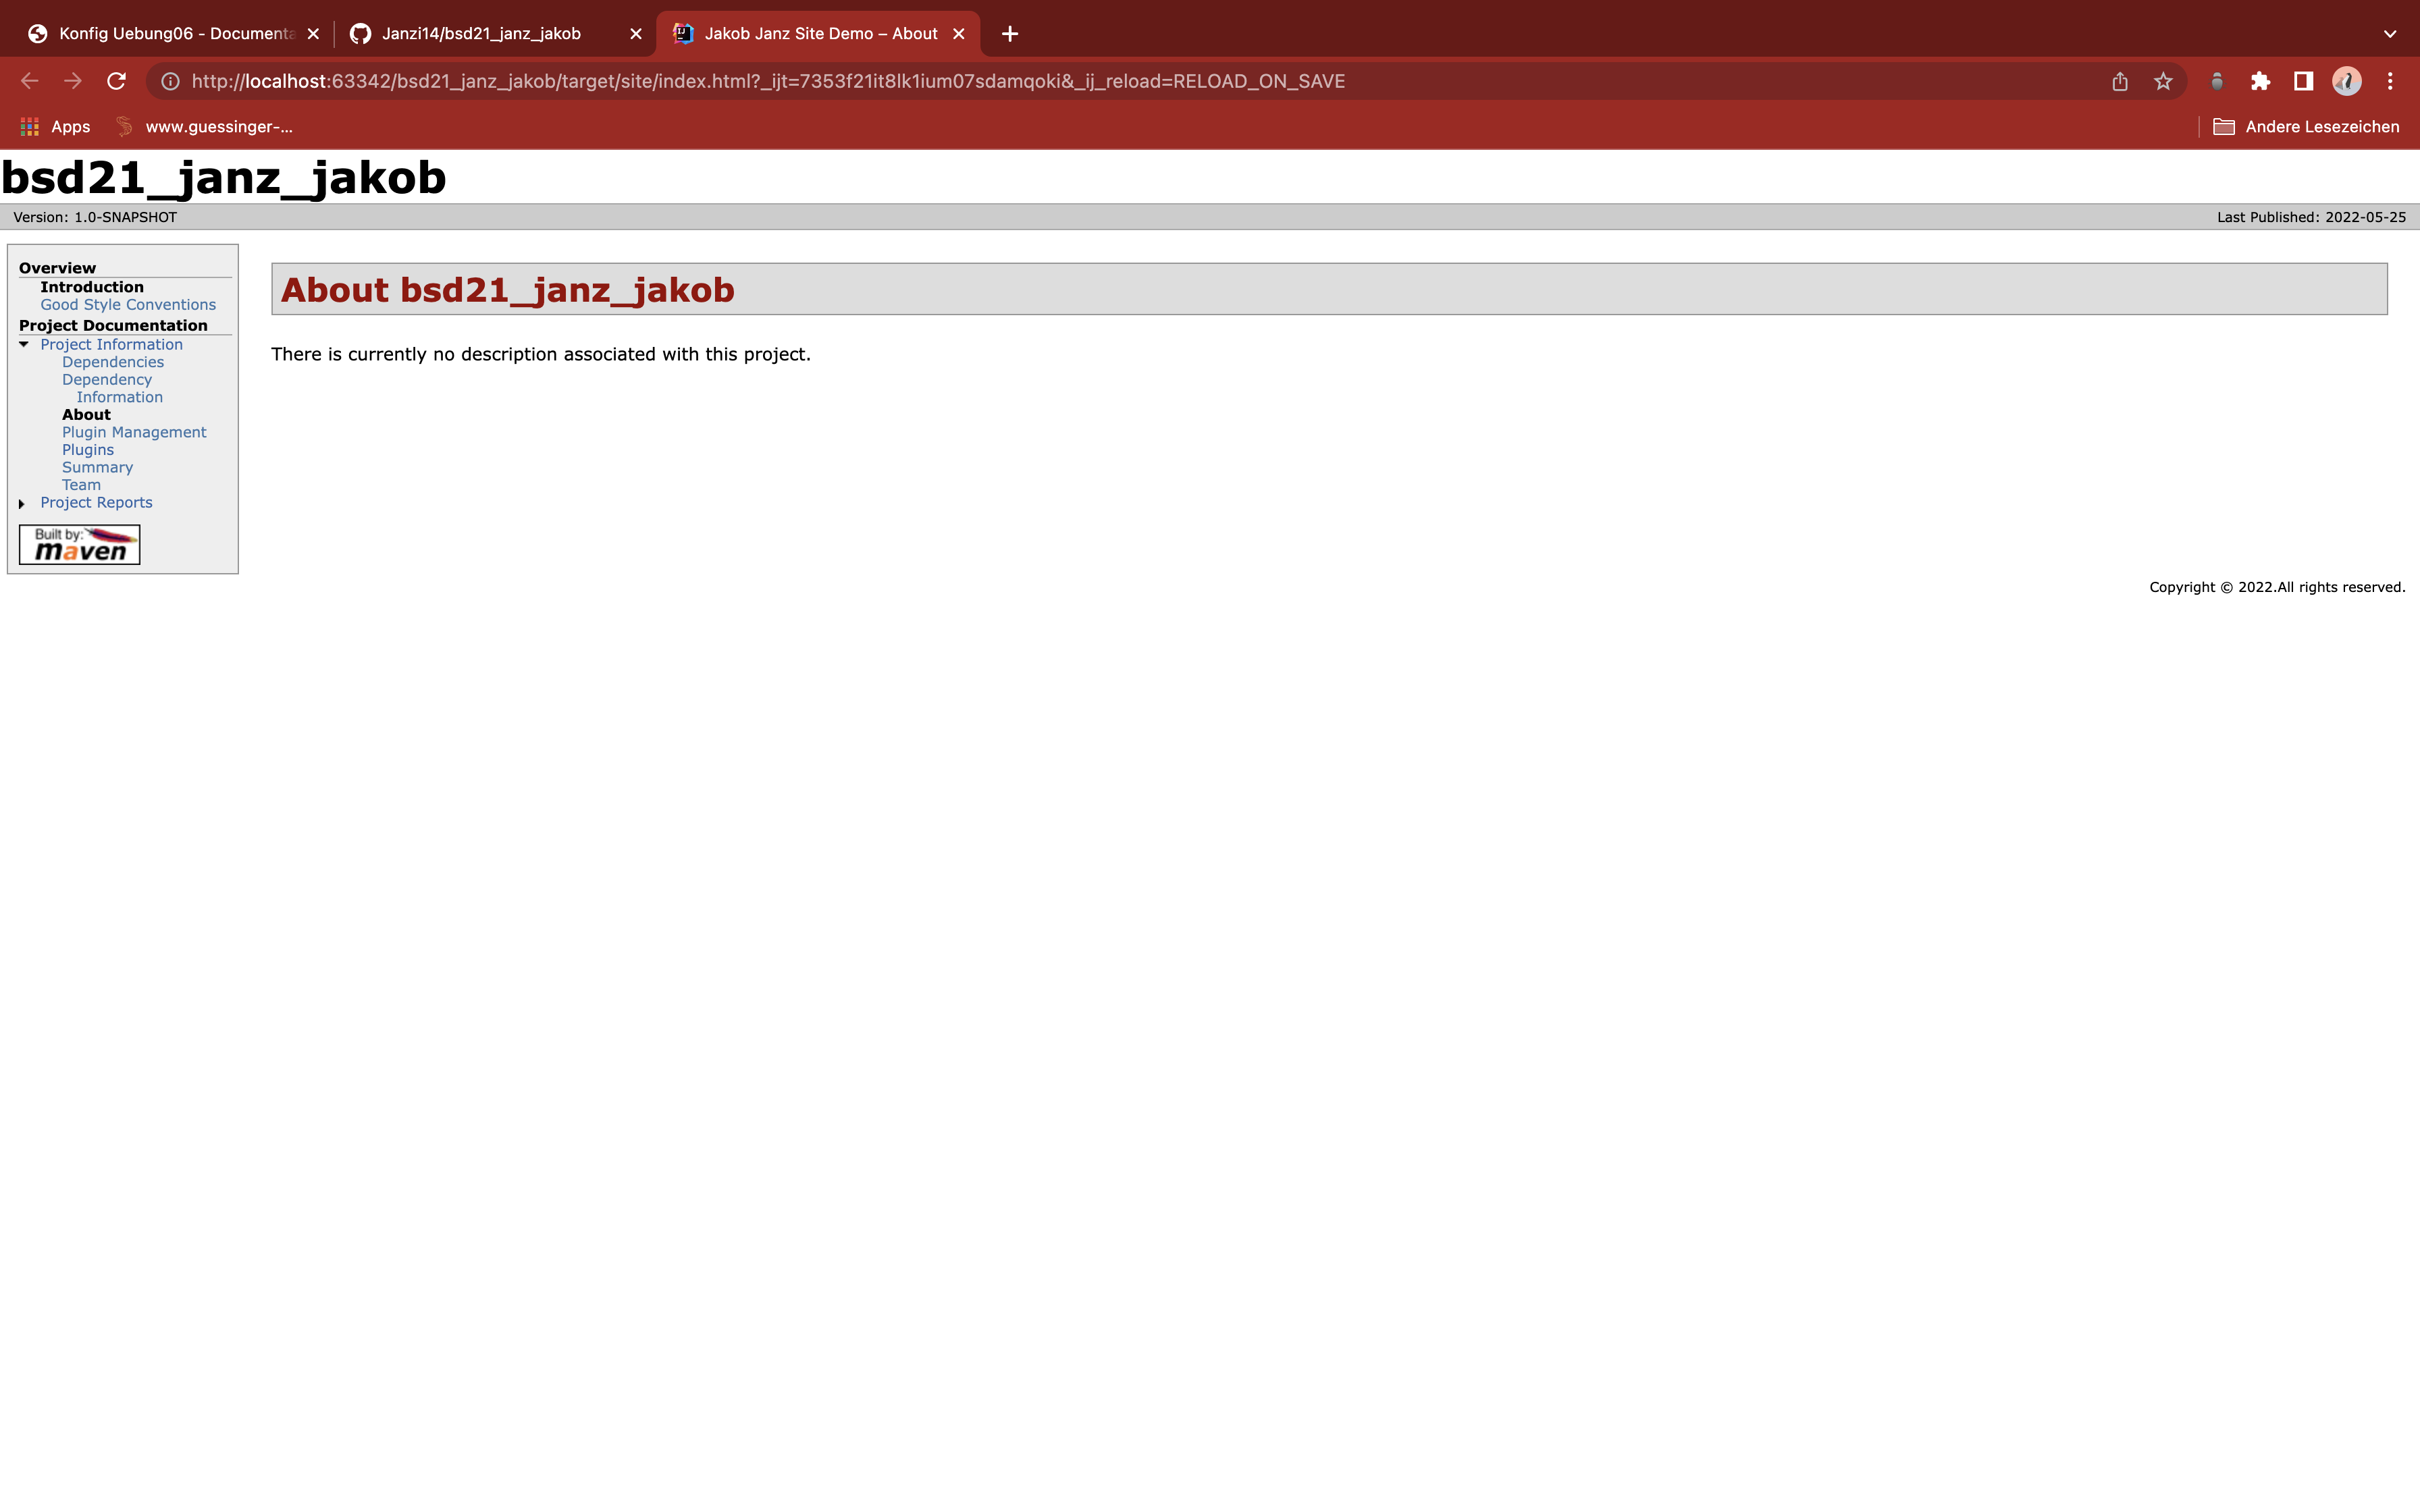 Konfig Uebung06 - Documenta
Janzi14/bsd21_janz_jakob
Jakob Janz Site Demo – About
http://localhost:63342/bsd21_janz_jakob/target/site/index.html?_ijt=7353f21it8lk1ium07sdamqoki&_ij_reload=RELOAD_ON_SAVE
Apps
www.guessinger-...
Andere Lesezeichen
bsd21_janz_jakob
Version: 1.0-SNAPSHOT
Last Published: 2022-05-25
Overview
Introduction
Good Style Conventions
Project Documentation
Project Information
Dependencies
Dependency
Information
About
Plugin Management
Plugins
Summary
Team
Project Reports
Built by:
maven
About bsd21_janz_jakob
There is currently no description associated with this project.
Copyright © 2022.All rights reserved.